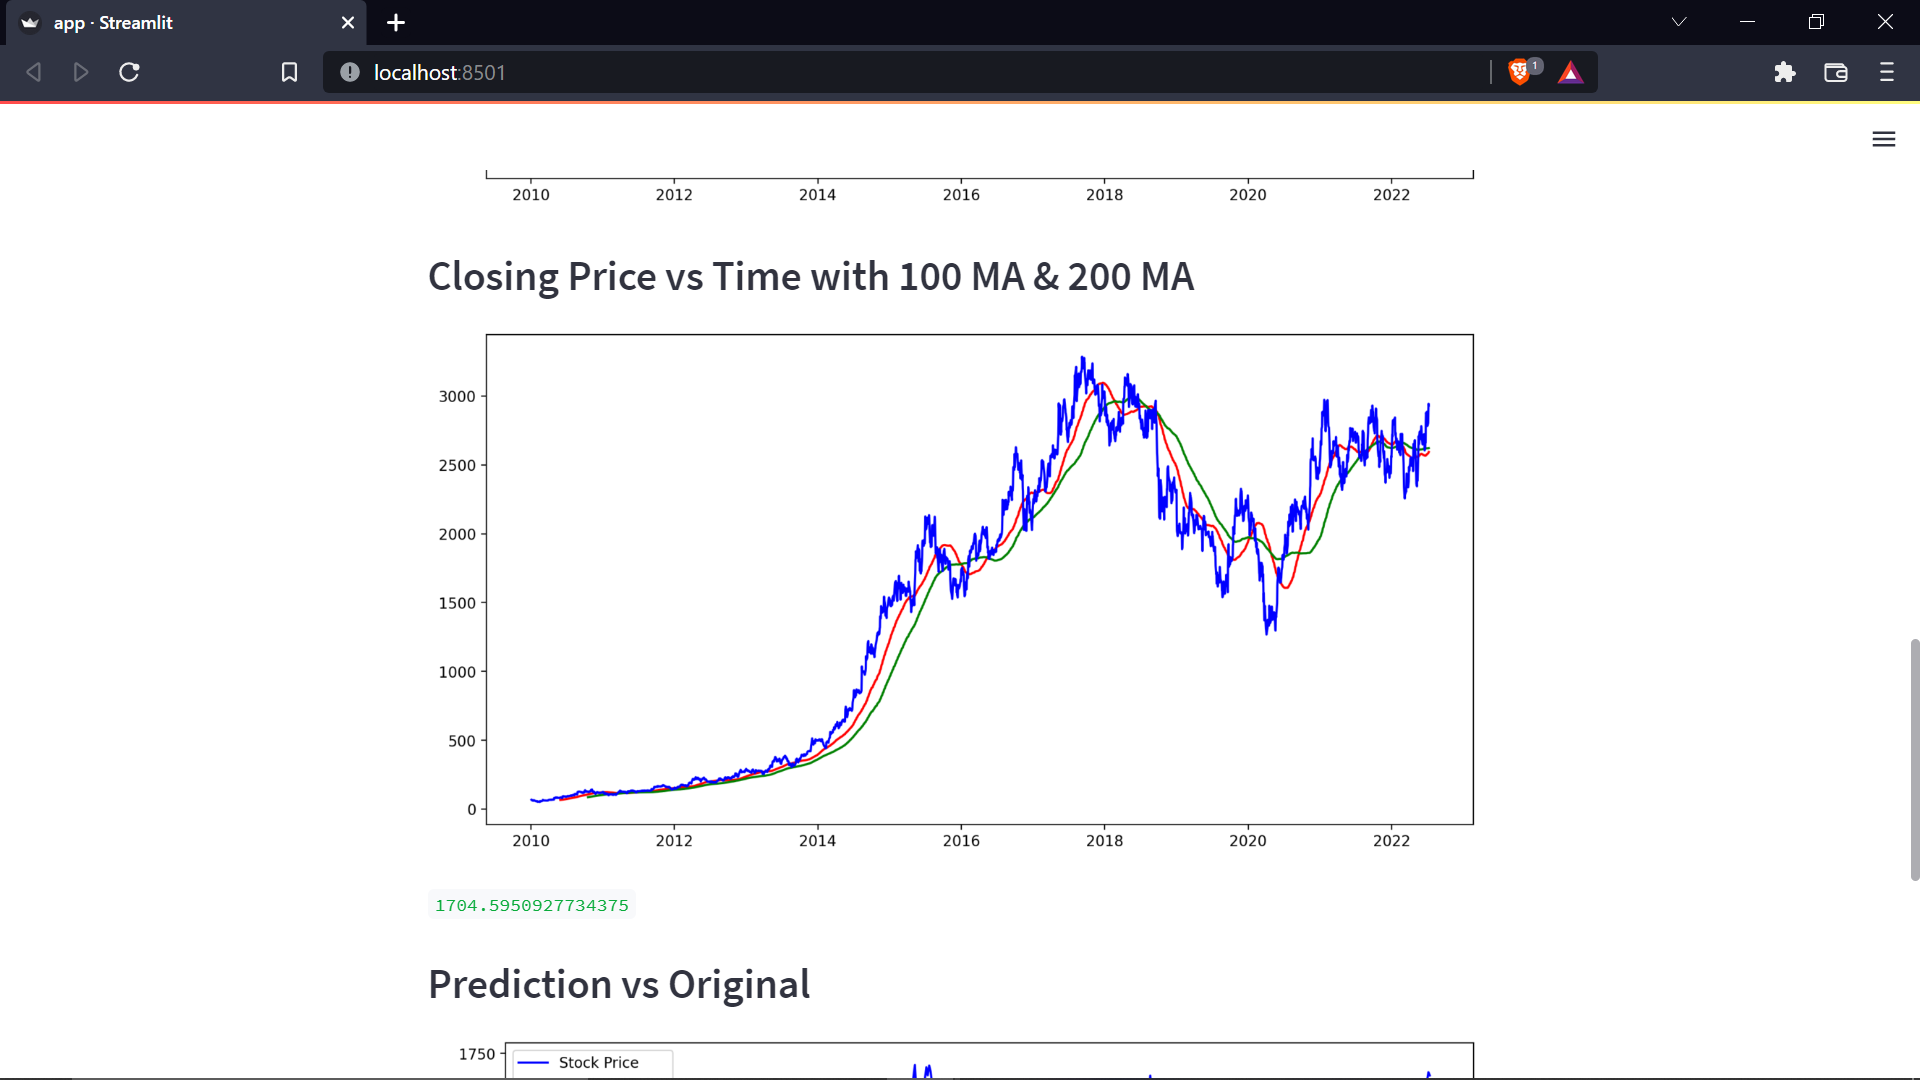 app · Streamlit
localhost:8501
1
2010 2012 2014 2016 2018 2020 2022
Closing Price vs Time with 100 MA & 200 MA
3000
2500
2000
1500
1000
500
0
2010 2012 2014 2016 2018 2020 2022
1704.5950927734375
Prediction vs Original
1750
Stock Price